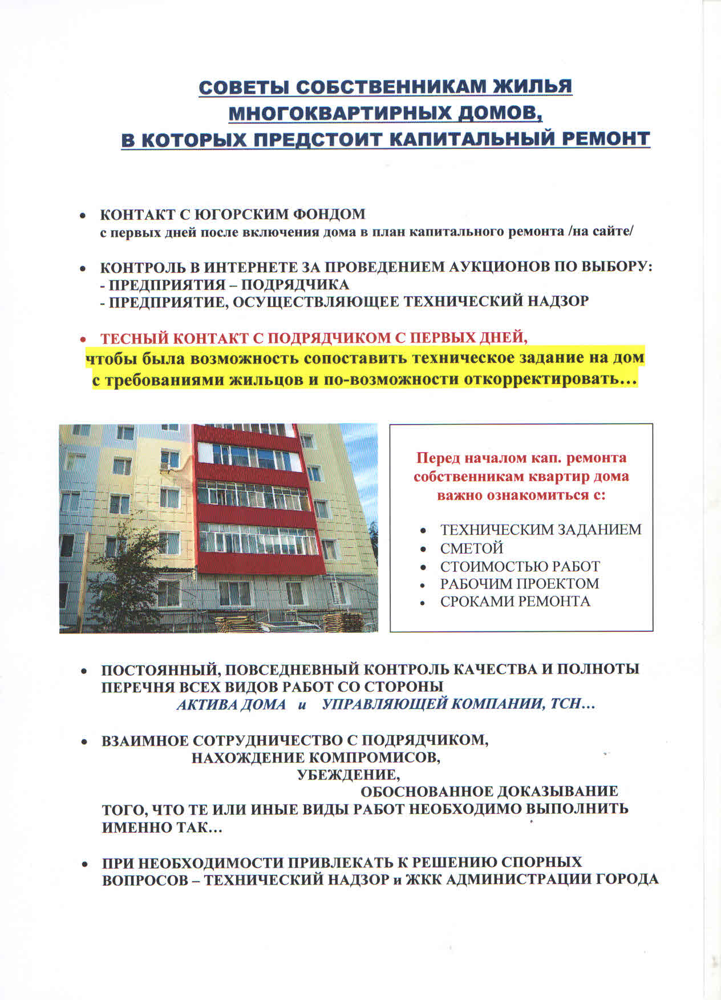 СОВЕТЫ СОБСТВЕННИКАМ ЖИЛЬЯ
МНОГОКВАРТИРНЫХ ДОМОВ,
В КОТОРЫХ ПРЕДСТОИТ КАПИТАЛЬНЫЙ РЕМОНТ
• КОНТАКТ С ЮГОРСКИМ ФОНДОМ
с первых дней после включения дома в план капитального ремонта /на сайте/
• КОНТРОЛЬ В ИНТЕРНЕТЕ ЗА ПРОВЕДЕНИЕМ АУКЦИОНОВ ПО ВЫБОРУ:
- ПРЕДПРИЯТИЯ – ПОДРЯДЧИКА
- ПРЕДПРИЯТИЕ, ОСУЩЕСТВЛЯЮЩЕЕ ТЕХНИЧЕСКИЙ НАДЗОР
• ТЕСНЫЙ КОНТАКТ С ПОДРЯДЧИКОМ С ПЕРВЫХ ДНЕЙ,
чтобы была возможность сопоставить техническое задание на дом
с требованиями жильцов и по-возможности откорректировать...
Перед началом кап. ремонта
собственникам квартир дома
важно ознакомиться с:
• ТЕХНИЧЕСКИМ ЗАДАНИЕМ
• СМЕТОЙ
• СТОИМОСТЬЮ РАБОТ
• РАБОЧИМ ПРОЕКТОМ
• СРОКАМИ РЕМОНТА
• ПОСТОЯННЫЙ, ПОВСЕДНЕВНЫЙ КОНТРОЛЬ КАЧЕСТВА И ПОЛНОТЫ
ПЕРЕЧНЯ ВСЕХ ВИДОВ РАБОТ СО СТОРОНЫ
АКТИВА ДОМА и УПРАВЛЯЮЩЕЙ КОМПАНИИ, ТСН...
• ВЗАИМНОЕ СОТРУДНИЧЕСТВО С ПОДРЯДЧИКОМ,
НАХОЖДЕНИЕ КОМПРОМИСОВ,
УБЕЖДЕНИЕ,
ОБОСНОВАННОЕ ДОКАЗЫВАНИЕ
ТОГО, ЧТО ТЕ ИЛИ ИНЫЕ ВИДЫ РАБОТ НЕОБХОДИМО ВЫПОЛНИТЬ
ИМЕННО ТАК...
• ПРИ НЕОБХОДИМОСТИ ПРИВЛЕКАТЬ К РЕШЕНИЮ СПОРНЫХ
ВОПРОСОВ – ТЕХНИЧЕСКИЙ НАДЗОР и ЖКК АДМИНИСТРАЦИИ ГОРОДА